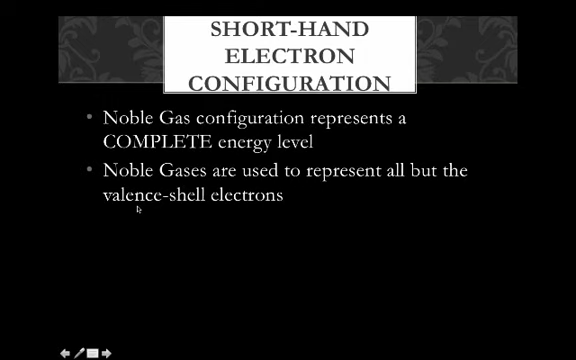 SHORT-HAND
ELECTRON
CONFIGURATION
• Noble Gas configuration represents a
COMPLETE energy level
• Noble Gases are used to represent all but the
valence-shell electrons